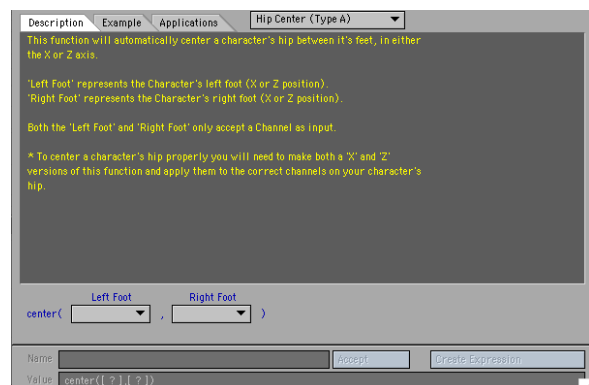 Description Example Applications Hip Center (Type A)
This function will automatically center a character's hip between it's feet, in either
the X or Z axis.
'Left Foot' represents the Character's left foot (X or Z position).
'Right Foot' represents the Character's right foot (X or Z position).
Both the 'Left Foot' and 'Right Foot' only accept a Channel as input.
* To center a character's hip properly you will need to make both a 'X' and 'Z'
versions of this function and apply them to the correct channels on your character's
hip.
Left Foot Right Foot
center( , )
Name Accept Create Expression
Value center([ ? ],[ ? ])